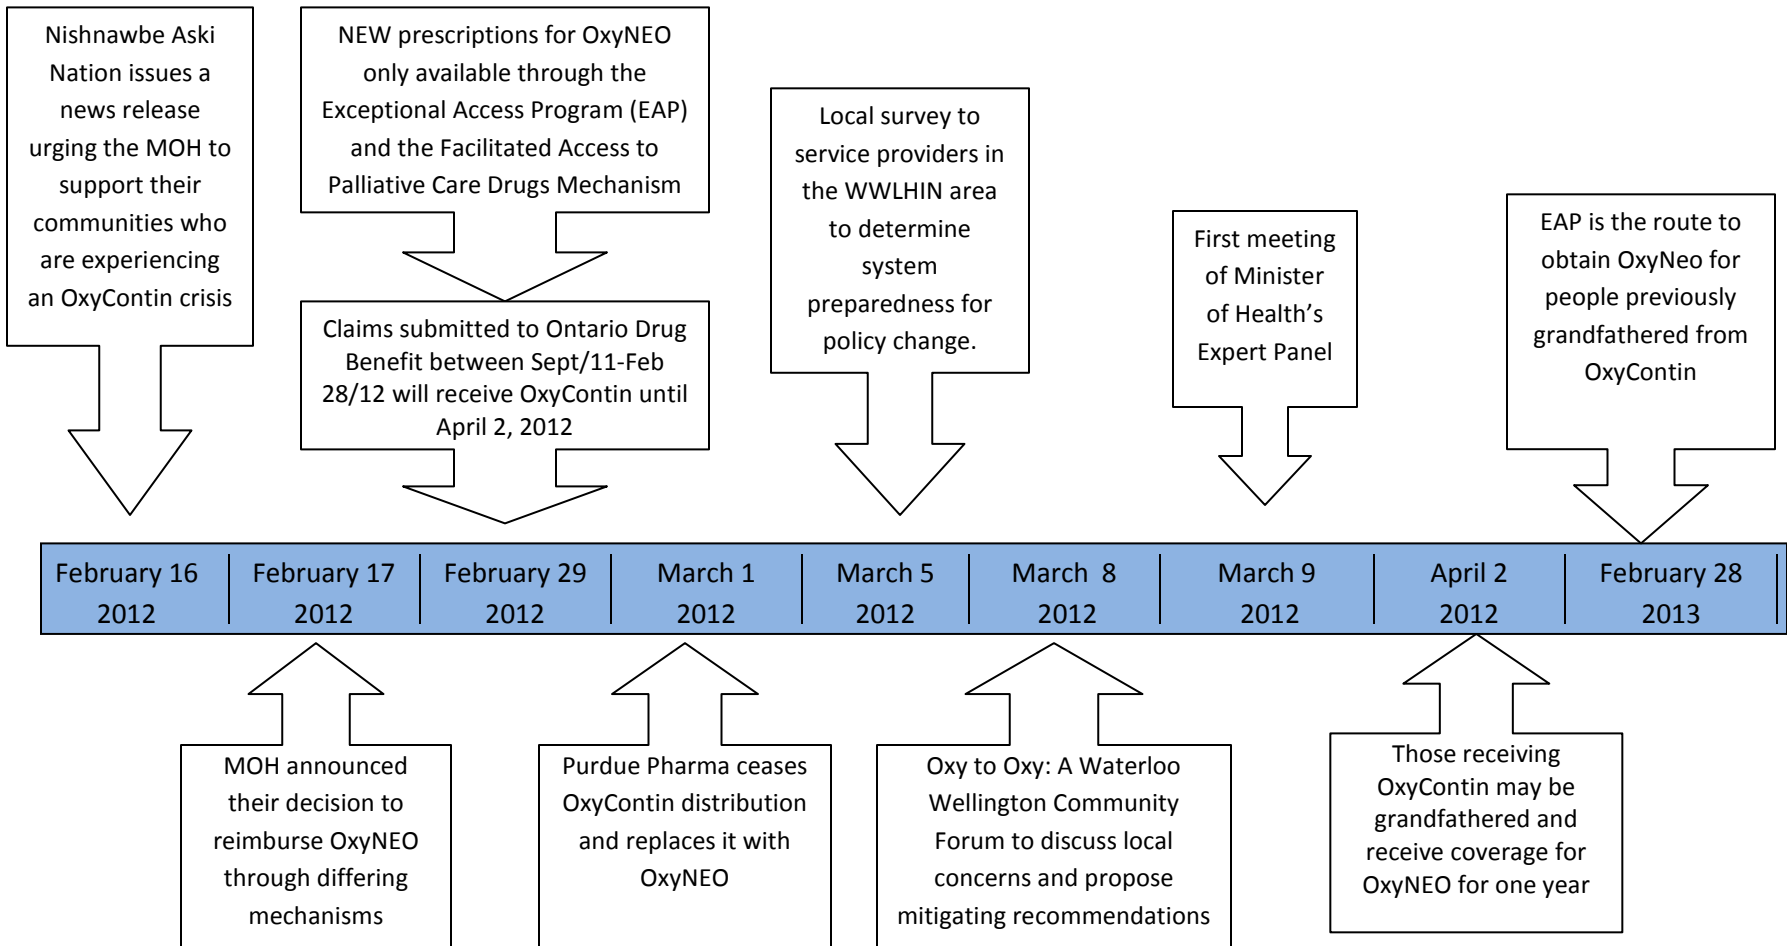 Nishnawbe Aski
Nation issues a
news release
urging the MOH to
support their
communities who
are experiencing
an OxyContin crisis
NEW prescriptions for OxyNEO
only available through the
Exceptional Access Program (EAP)
and the Facilitated Access to
Palliative Care Drugs Mechanism
Claims submitted to Ontario Drug
Benefit between Sept/11-Feb
28/12 will receive OxyContin until
April 2, 2012
Local survey to
service providers in
the WWLHIN area
to determine
system
preparedness for
policy change.
First meeting
of Minister
of Health’s
Expert Panel
EAP is the route to
obtain OxyNeo for
people previously
grandfathered from
OxyContin
February 16
2012
February 17
2012
February 29
2012
March 1
2012
March 5
2012
March 8
2012
March 9
2012
April 2
2012
February 28
2013
MOH announced
their decision to
reimburse OxyNEO
through differing
mechanisms
Purdue Pharma ceases
OxyContin distribution
and replaces it with
OxyNEO
Oxy to Oxy: A Waterloo
Wellington Community
Forum to discuss local
concerns and propose
mitigating recommendations
Those receiving
OxyContin may be
grandfathered and
receive coverage for
OxyNEO for one year